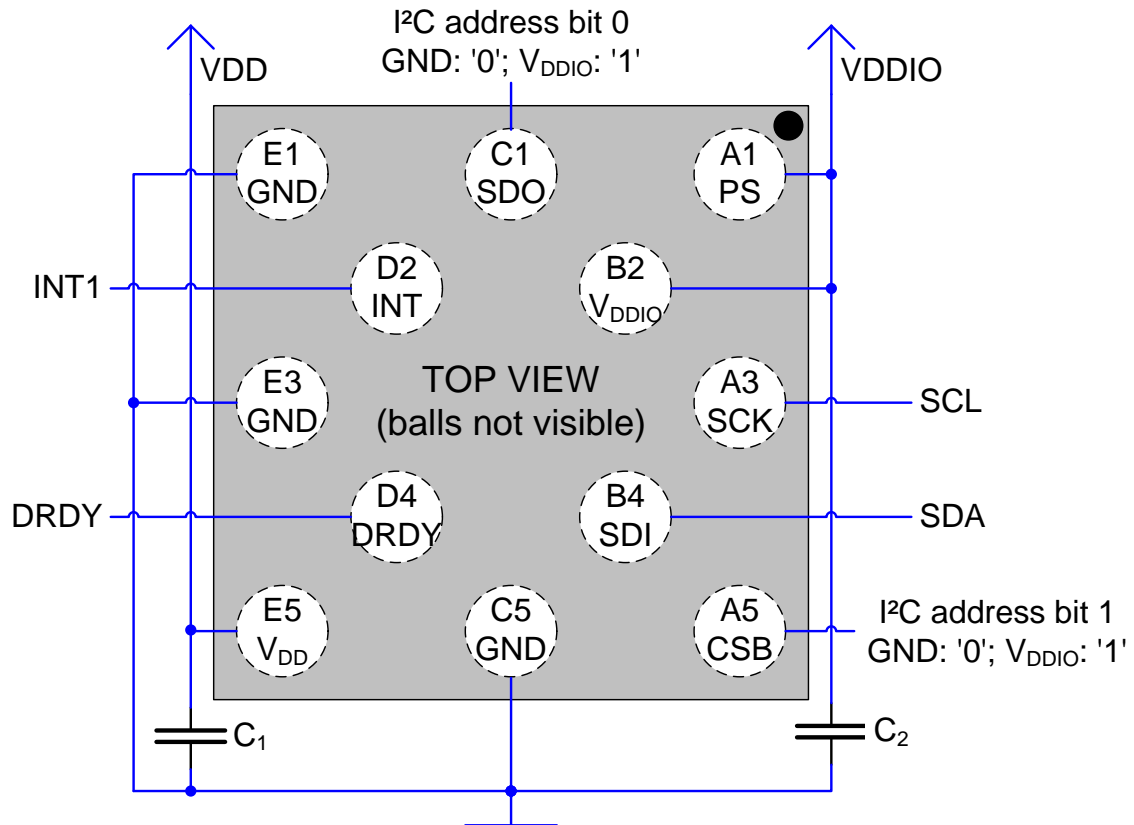 I²C address bit 0
GND: '0'; VDDIO: '1'
VDD
VDDIO
E1
GND
C1
SDO
A1
PS
INT1
D2
INT
B2
VDDIO
E3
GND
TOP VIEW
(balls not visible)
A3
SCK
SCL
DRDY
D4
DRDY
B4
SDI
SDA
E5
VDD
C5
GND
A5
CSB
I²C address bit 1
GND: '0'; VDDIO: '1'
C1
C2